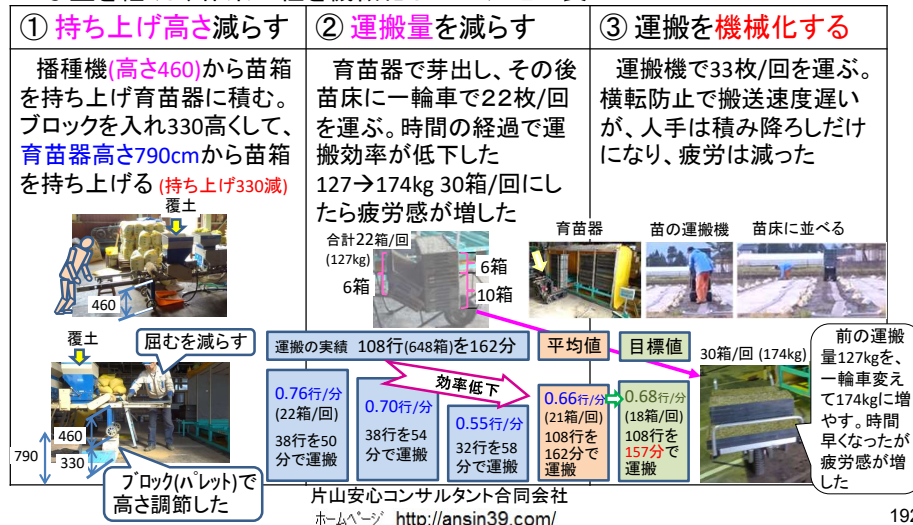 ① 持ち上げ高さ減らす
② 運搬量を減らす
③ 運搬を機械化する
播種機(高さ460)から苗箱
を持ち上げ育苗器に積む。
ブロックを入れ330高くして、
育苗器高さ790cmから苗箱
を持ち上げる (持ち上げ330減)
覆土
460
覆土
屈むを減らす
460
790
330
ブロック(パレット)で
高さ調節した
育苗器で芽出し、その後
苗床に一輪車で22枚/回
を運ぶ。時間の経過で運
搬効率が低下した
127→174kg 30箱/回にし
たら疲労感が増した
合計22箱/回
(127kg)
6箱
6箱
10箱
運搬機で33枚/回を運ぶ。
横転防止で搬送速度遅い
が、人手は積み降ろしだけ
になり、疲労は減った
育苗器
苗の運搬機
苗床に並べる
運搬の実績 108行(648箱)を162分
平均値
目標値
効率低下
0.76行/分
(22箱/回)
38行を50
分で運搬
0.70行/分
38行を54
分で運搬
0.55行/分
32行を58
分で運搬
0.66行/分
(21箱/回)
108行を
162分で
運搬
0.68行/分
(18箱/回)
108行を
157分で
運搬
30箱/回 (174kg)
前の運搬
量127kgを、
一輪車変え
て174kgに増
やす。時間
早くなったが
疲労感が増
した
片山安心コンサルタント合同会社
ホームページ http://ansin39.com/
192